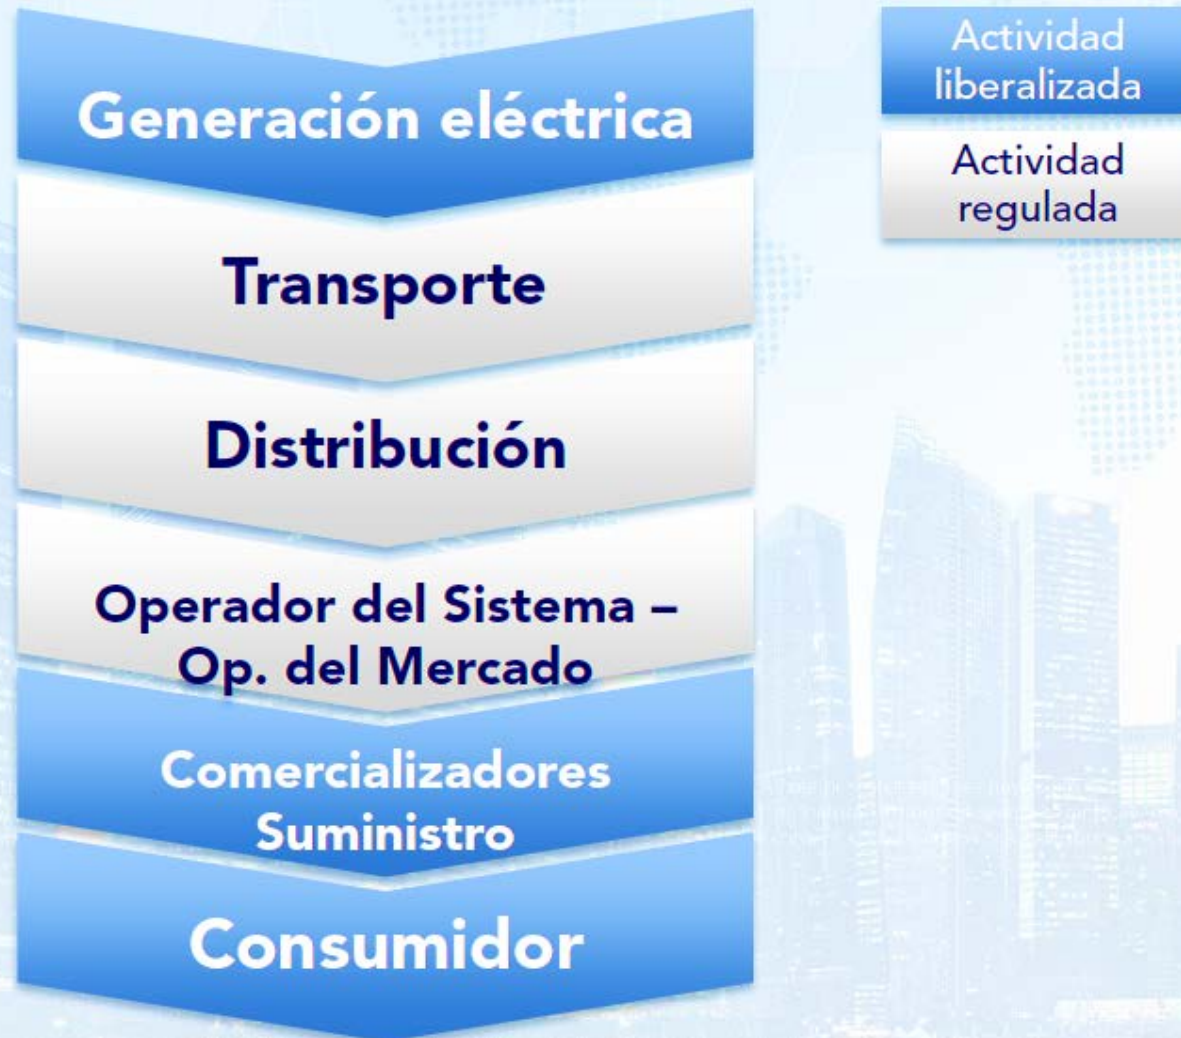 Generación eléctrica
Transporte
Distribución
Operador del Sistema –
Op. del Mercado
Comercializadores
Suministro
Consumidor
Actividad
liberalizada
Actividad
regulada